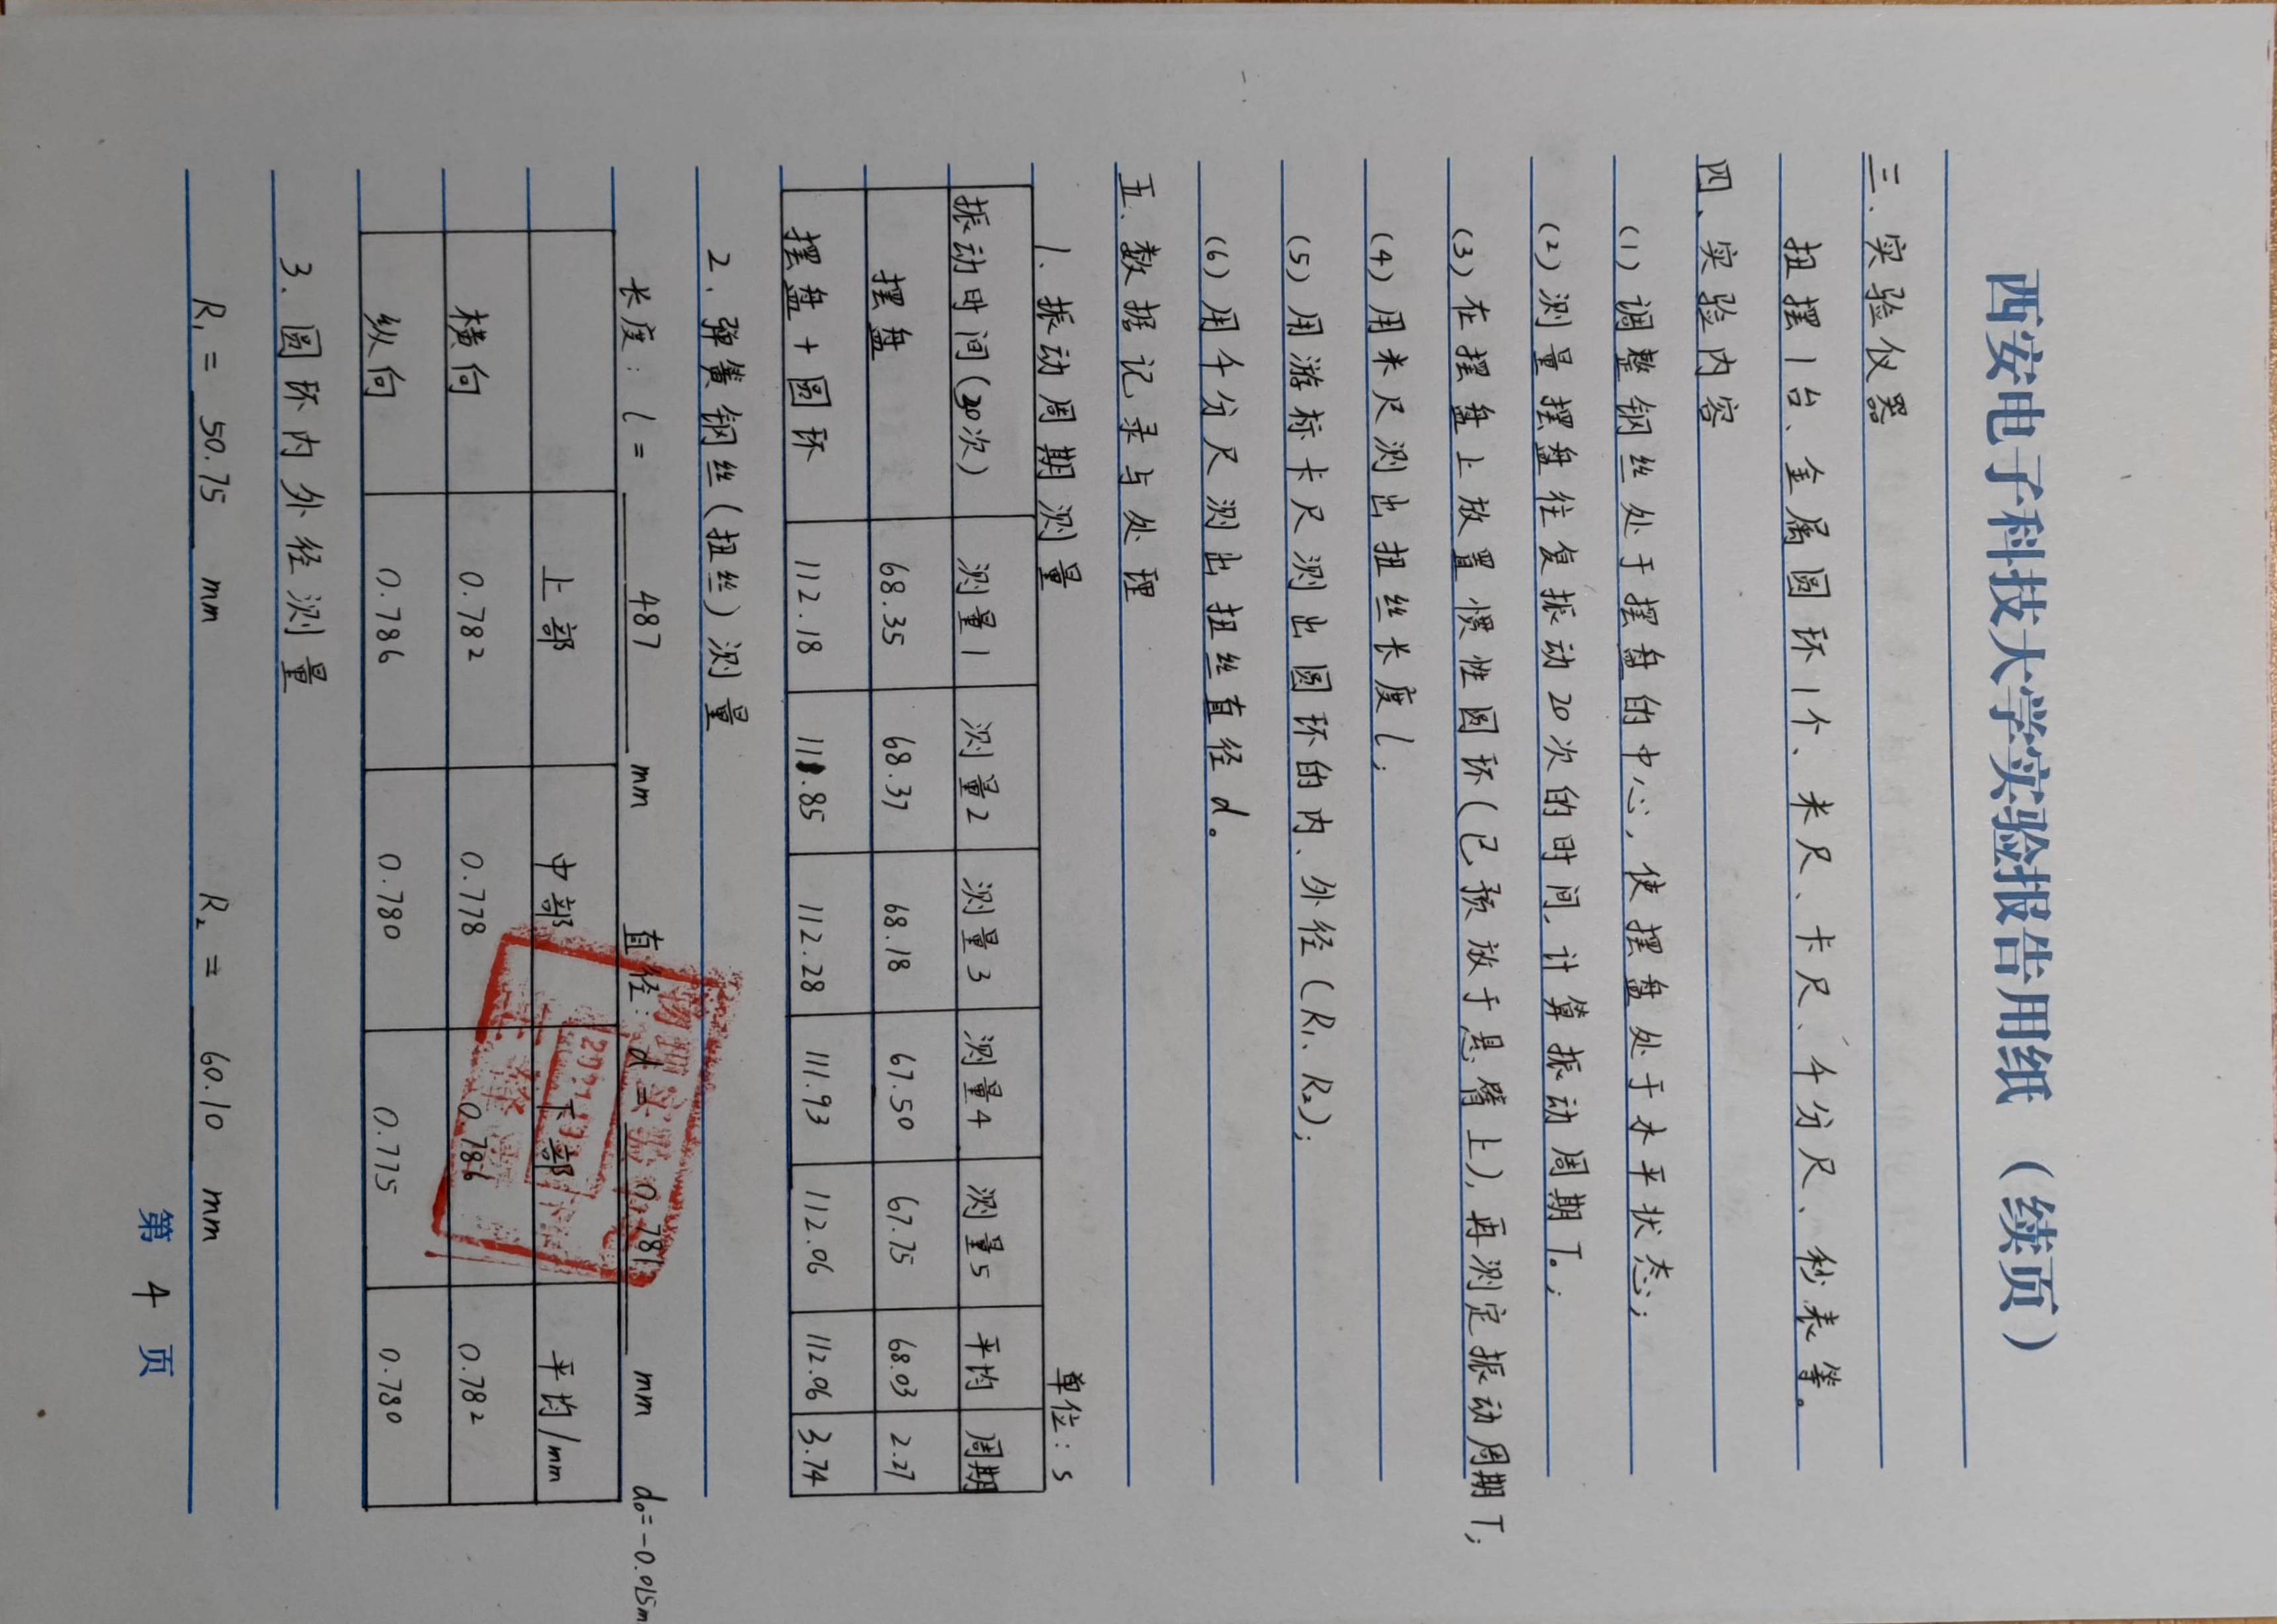 西安电子科技大学实验报告用纸 （续页）
三、实验仪器
扭摆1台、金属圆环1个、米尺、卡尺、千分尺、秒表等。
四、实验内容
(1)调整钢丝处于摆盘的中心，使摆盘处于水平状态；
(2)测量摆盘往复振动20次的时间，计算振动周期T₀；
(3)在摆盘上放置惯性圆环(已预放于悬臂上)，再测定振动周期T；
(4)用米尺测出扭丝长度l；
(5)用游标卡尺测出圆环的内、外径(R₁、R₂)；
(6)用千分尺测出扭丝直径d。
五、数据记录与处理
1. 振动周期测量 单位：s
振动时间(30次) 测量1 测量2 测量3 测量4 测量5 平均 周期
摆盘 68.35 68.37 68.18 67.50 67.75 68.03 2.27
摆盘+圆环 112.18 111.85 112.28 111.93 112.06 112.06 3.74
2. 弹簧钢丝(扭丝)测量
长度：l = 487 mm 直径：d = 0.781 mm d₀=-0.015m
上部 中部 下部 平均/mm
横向 0.782 0.778 0.786 0.782
纵向 0.786 0.780 0.775 0.780
3. 圆环内外径测量
R₁ = 50.75 mm R₂ = 60.10 mm
第 4 页
物理实验